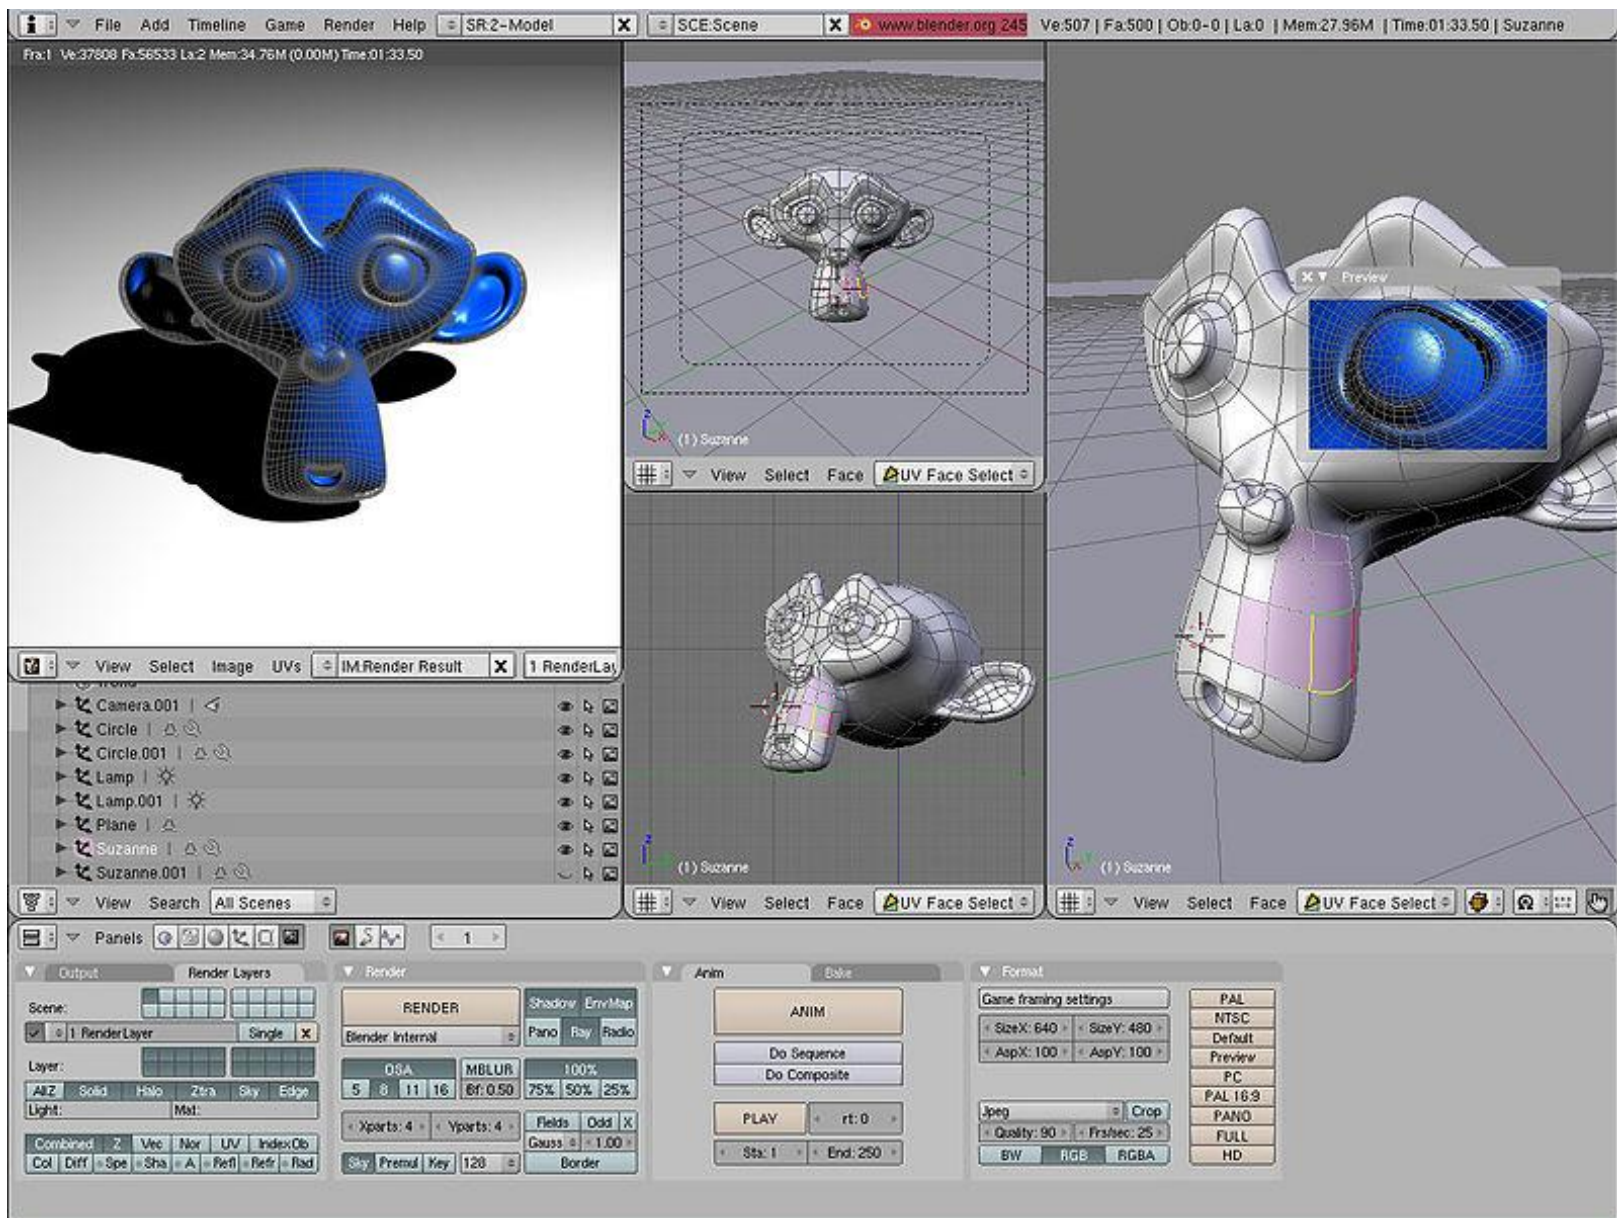 File Add Timeline Game Render Help SR:2-Model X SCE:Scene X www.blender.org 245 Ve:507 | Fa:500 | Ob:0-0 | La:0 | Mem:27.96M | Time:01:33.50 | Suzanne
Fra:1 Ve:37808 Fa:56533 La:2 Mem:34.76M (0.00M) Time:01:33.50
Preview
z
x
(1) Suzanne
View Select Face UV Face Select
View Select Image UVs IM:Render Result X 1 RenderLay
Camera.001
Circle
Circle.001
Lamp
Lamp.001
Plane
Suzanne
Suzanne.001
View Search All Scenes
z
(1) Suzanne
View Select Face UV Face Select
z
(1) Suzanne
View Select Face UV Face Select
Panels 1
Output Render Layers
Scene:
1 RenderLayer Single X
Layer:
AllZ Solid Halo Ztra Sky Edge
Light: Mat:
Combined Z Vec Nor UV IndexOb
Col Diff Spe Sha A Refl Refr Rad
Render
RENDER
Blender Internal
Shadow EnvMap
Pano Ray Radio
OSA MBLUR 100%
5 8 11 16 Bf: 0.50 75% 50% 25%
Xparts: 4 Yparts: 4 Fields Odd X
Gauss 1.00
Sky Premul Key 128 Border
Anim Bake
ANIM
Do Sequence
Do Composite
PLAY rt: 0
Sta: 1 End: 250
Format
Game framing settings
SizeX: 640 SizeY: 480
AspX: 100 AspY: 100
Jpeg Crop
Quality: 90 Frs/sec: 25
BW RGB RGBA
PAL
NTSC
Default
Preview
PC
PAL 16:9
PANO
FULL
HD